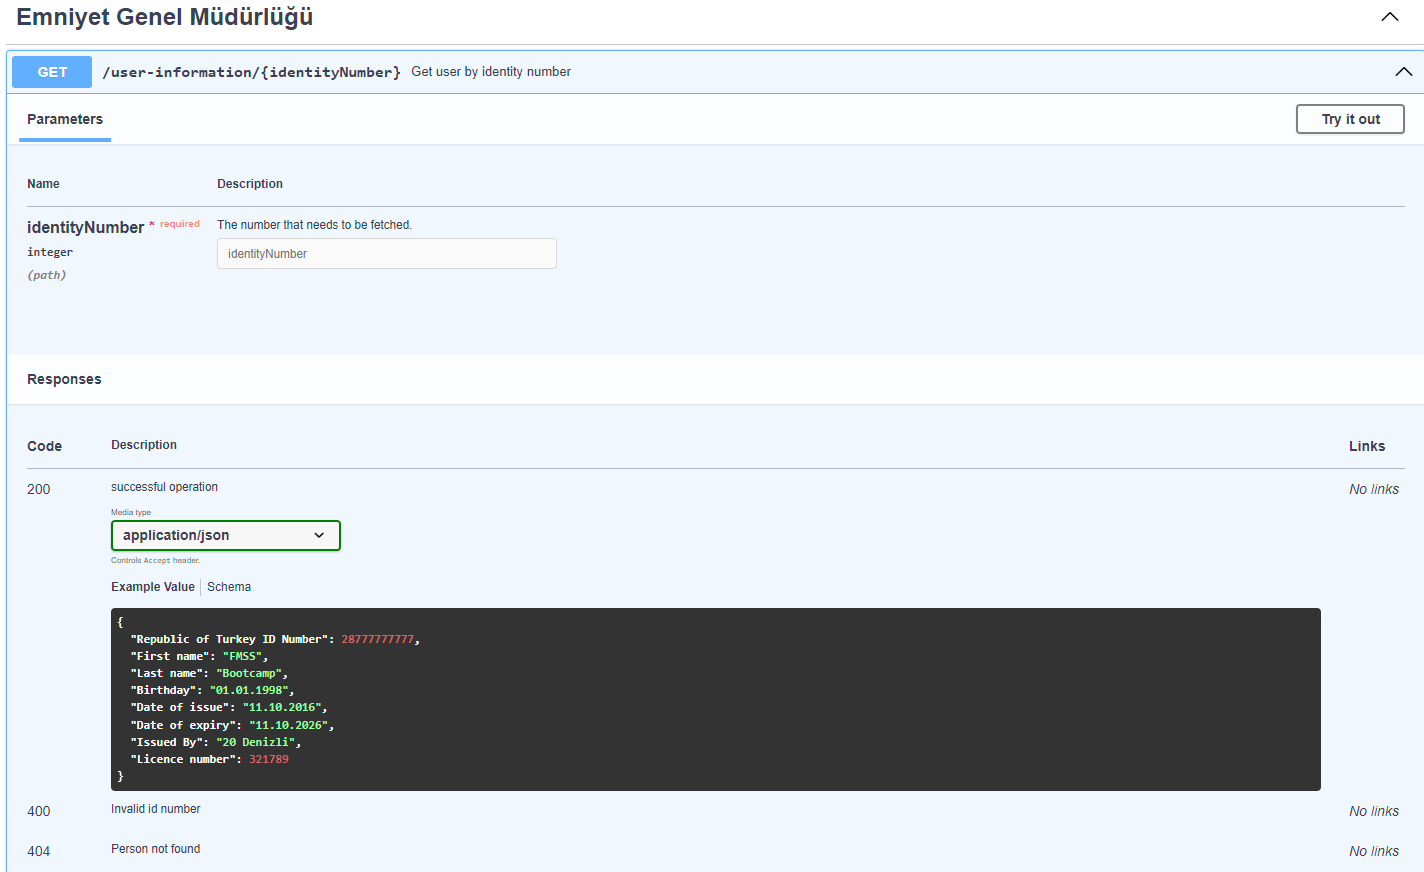 Emniyet Genel Müdürlüğü
GET /user-information/{identityNumber} Get user by identity number
Parameters
Try it out
Name Description
identityNumber * required The number that needs to be fetched.
integer identityNumber
(path)
Responses
Code Description Links
200 successful operation No links
Media type
application/json
Controls Accept header.
Example Value Schema
{
"Republic of Turkey ID Number": 28777777777,
"First name": "FMSS",
"Last name": "Bootcamp",
"Birthday": "01.01.1998",
"Date of issue": "11.10.2016",
"Date of expiry": "11.10.2026",
"Issued By": "20 Denizli",
"Licence number": 321789
}
400 Invalid id number No links
404 Person not found No links